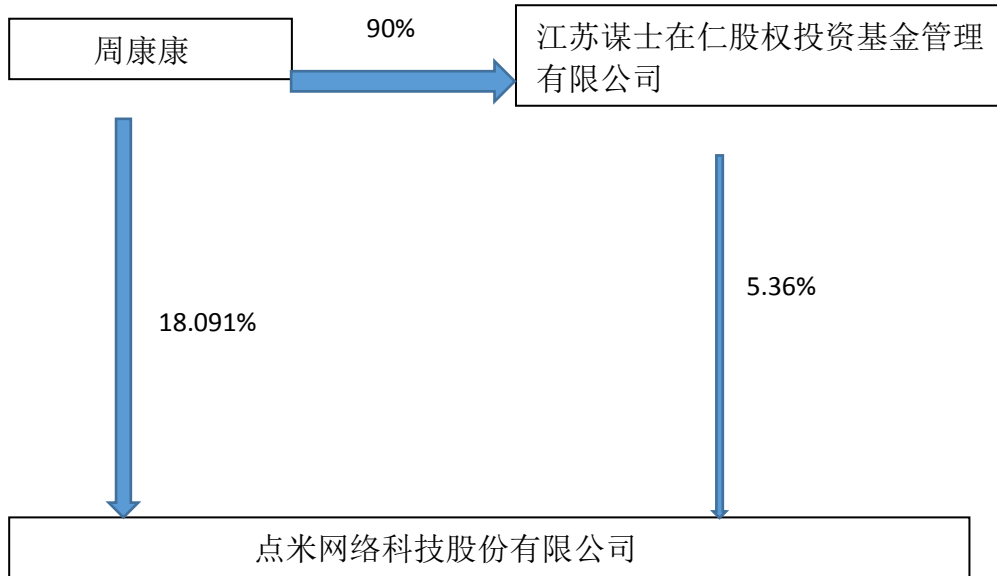 周康康
90%
江苏谋士在仁股权投资基金管理
有限公司
18.091%
5.36%
点米网络科技股份有限公司